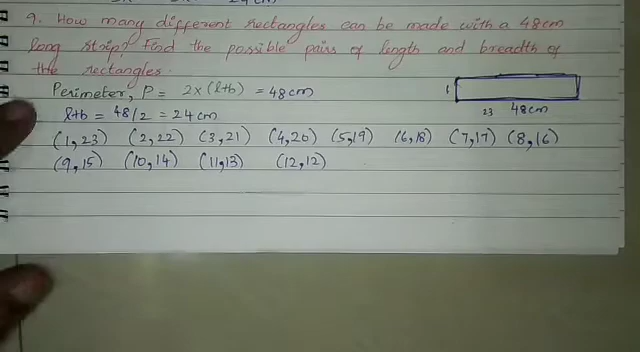 9. How many different rectangles can be made with a 48cm
long strip? Find the possible pairs of length and breadth of
the rectangles.
Perimeter, P = 2x(l+b) = 48cm
l+b = 48/2 = 24 cm
1
23 48cm
(1,23) (2,22) (3,21) (4,20) (5,19) (6,18) (7,17) (8,16)
(9,15) (10,14) (11,13) (12,12)